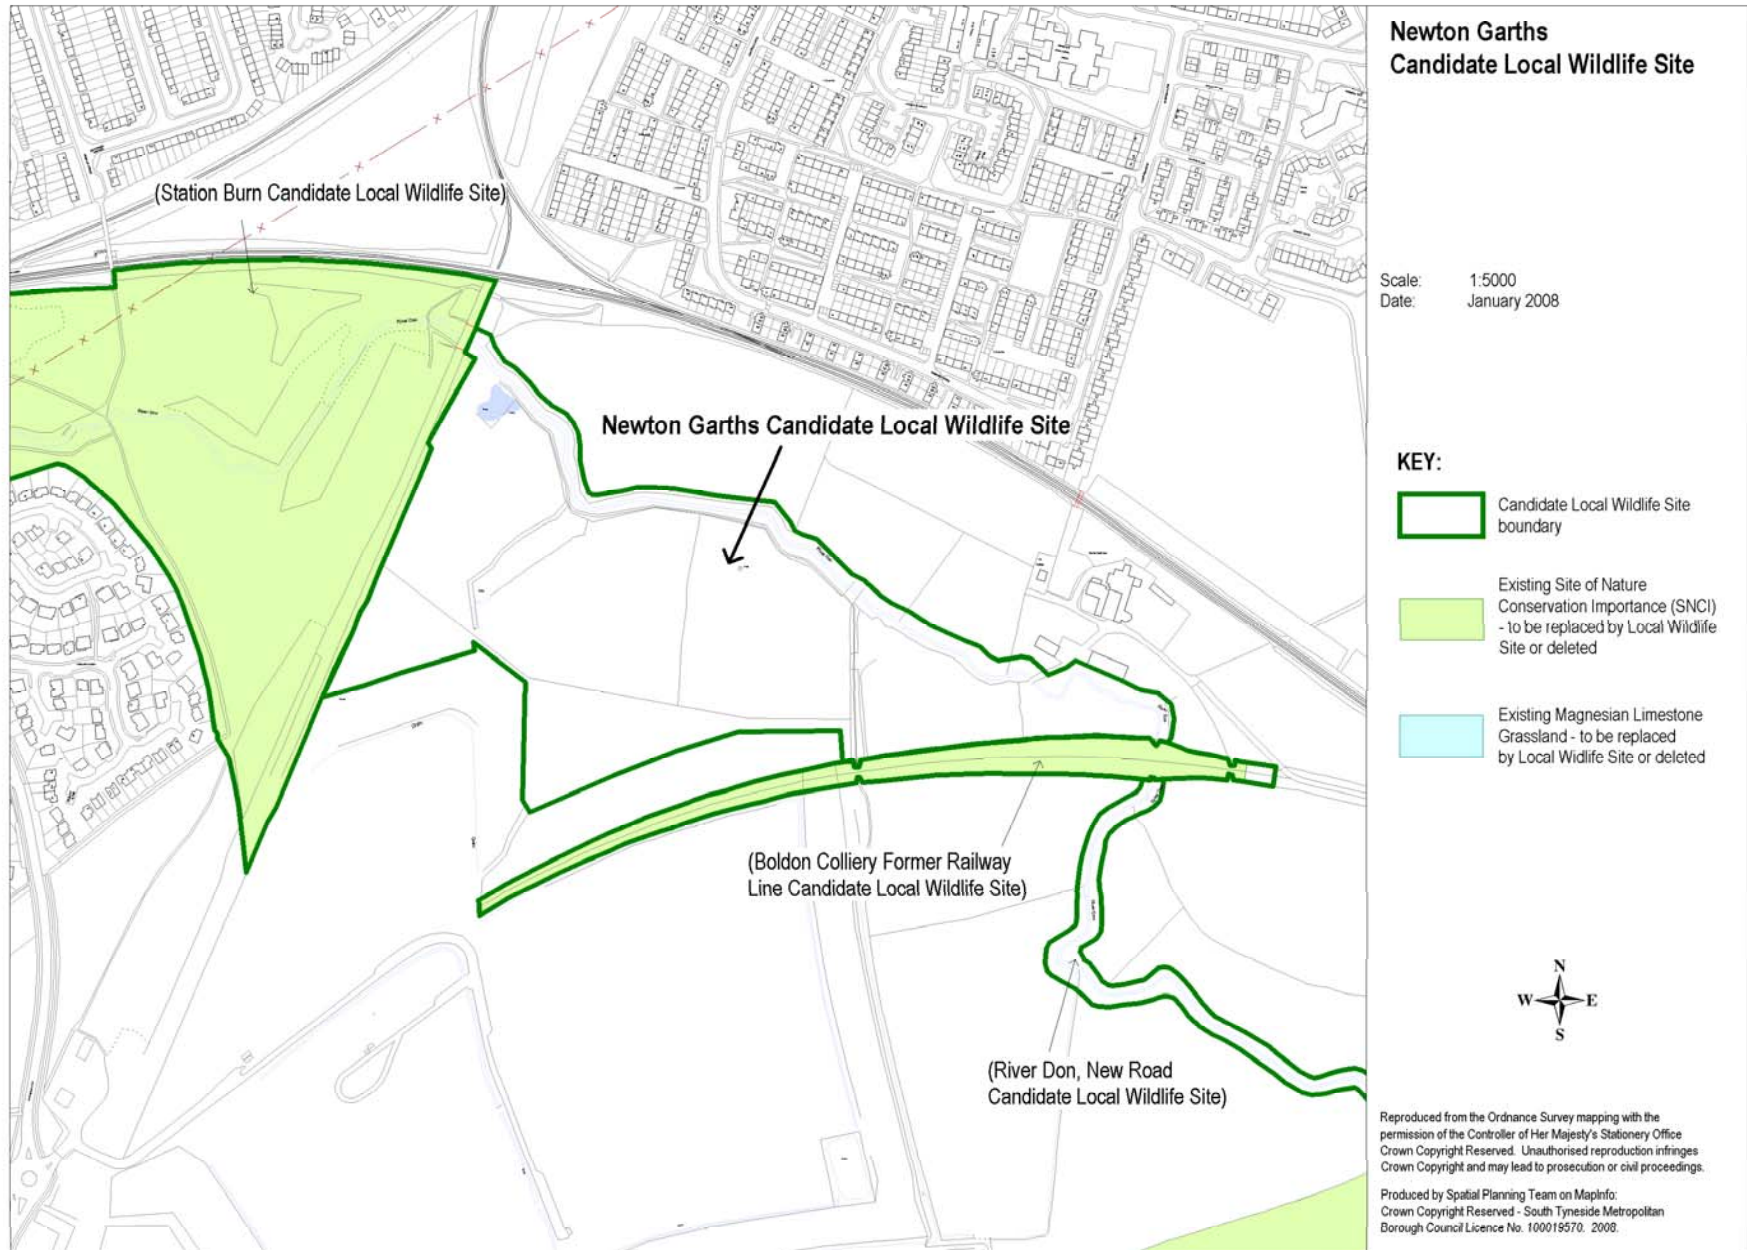 Newton Garths
Candidate Local Wildlife Site
Scale: 1:5000
Date: January 2008
KEY:
Candidate Local Wildlife Site
boundary
Existing Site of Nature
Conservation Importance (SNCI)
- to be replaced by Local Wildlife
Site or deleted
Existing Magnesian Limestone
Grassland - to be replaced
by Local Widlife Site or deleted
N
W E
S
Reproduced from the Ordnance Survey mapping with the
permission of the Controller of Her Majesty's Stationery Office
Crown Copyright Reserved. Unauthorised reproduction infringes
Crown Copyright and may lead to prosecution or civil proceedings.
Produced by Spatial Planning Team on MapInfo:
Crown Copyright Reserved - South Tyneside Metropolitan
Borough Council Licence No. 100019570. 2008.
(Station Burn Candidate Local Wildlife Site)
River Don
Newton Garths Candidate Local Wildlife Site
Drain
(Boldon Colliery Former Railway
Line Candidate Local Wildlife Site)
(River Don, New Road
Candidate Local Wildlife Site)